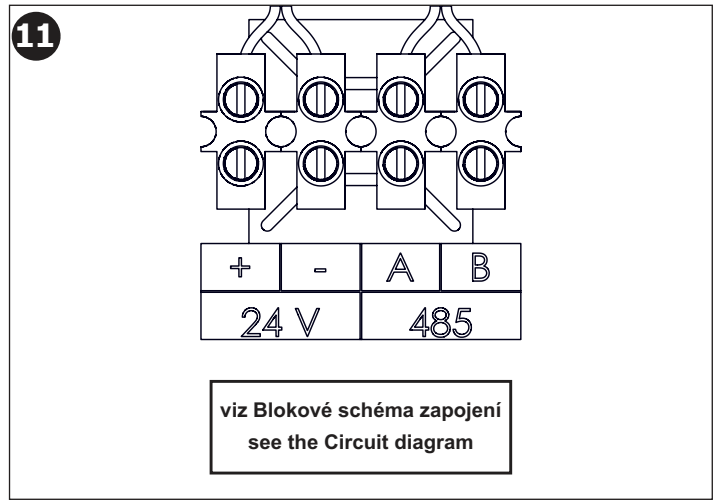 11
+ - A B
24 V 485
viz Blokové schéma zapojení
see the Circuit diagram